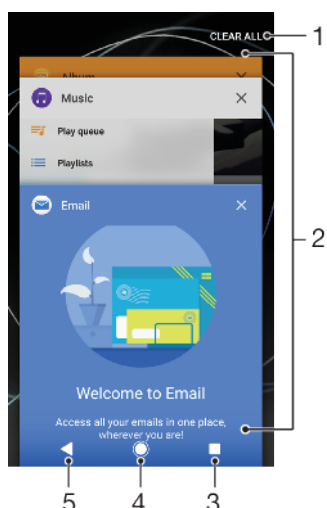 CLEAR ALL
1
Album
Music
Play queue
Playlists
2
Email
Welcome to Email
Access all your emails in one place,
wherever you are!
5
4
3